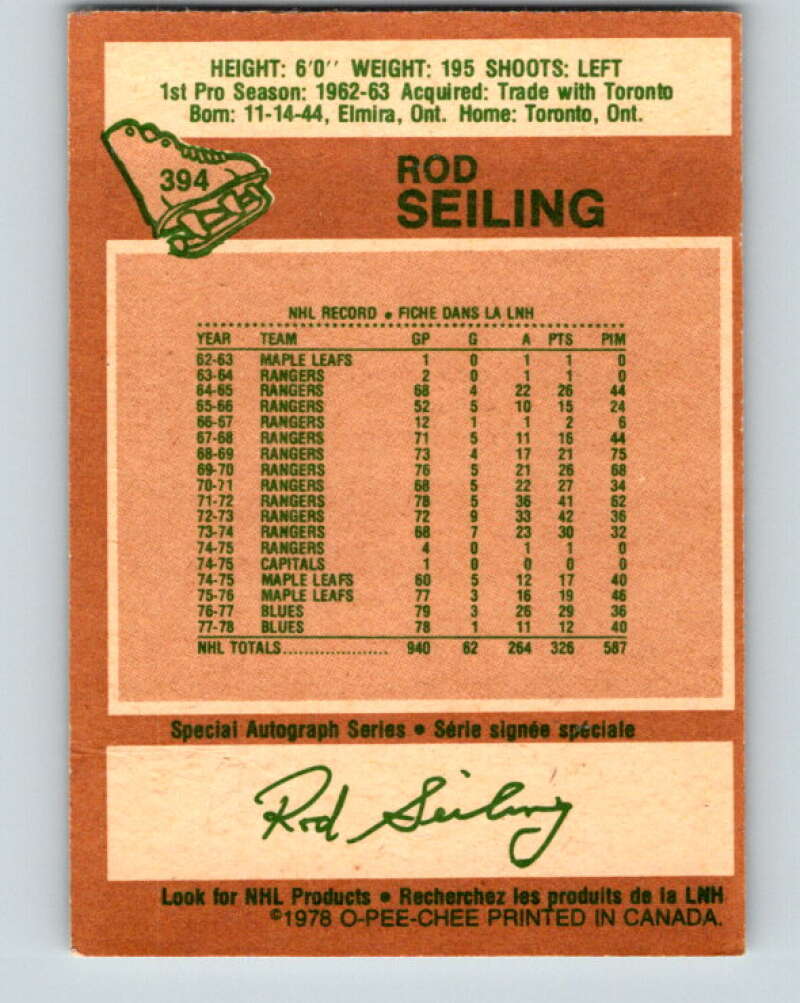 HEIGHT: 6'0'' WEIGHT: 195 SHOOTS: LEFT
1st Pro Season: 1962-63 Acquired: Trade with Toronto
Born: 11-14-44, Elmira, Ont. Home: Toronto, Ont.
394
ROD
SEILING
NHL RECORD • FICHE DANS LA LNH
YEAR TEAM GP G A PTS PIM
62-63 MAPLE LEAFS 1 0 1 1 0
63-64 RANGERS 2 0 1 1 0
64-65 RANGERS 68 4 22 26 44
65-66 RANGERS 52 5 10 15 24
66-67 RANGERS 12 1 1 2 6
67-68 RANGERS 71 5 11 16 44
68-69 RANGERS 73 4 17 21 75
69-70 RANGERS 76 5 21 26 68
70-71 RANGERS 68 5 22 27 34
71-72 RANGERS 78 5 36 41 62
72-73 RANGERS 72 9 33 42 36
73-74 RANGERS 68 7 23 30 32
74-75 RANGERS 4 0 1 1 0
74-75 CAPITALS 1 0 0 0 0
74-75 MAPLE LEAFS 60 5 12 17 40
75-76 MAPLE LEAFS 77 3 16 19 46
76-77 BLUES 79 3 26 29 36
77-78 BLUES 78 1 11 12 40
NHL TOTALS.................... 940 62 264 326 587
Special Autograph Series • Série signée spéciale
Rod Seiling
Look for NHL Products • Recherchez les produits de la LNH
©1978 O-PEE-CHEE PRINTED IN CANADA.